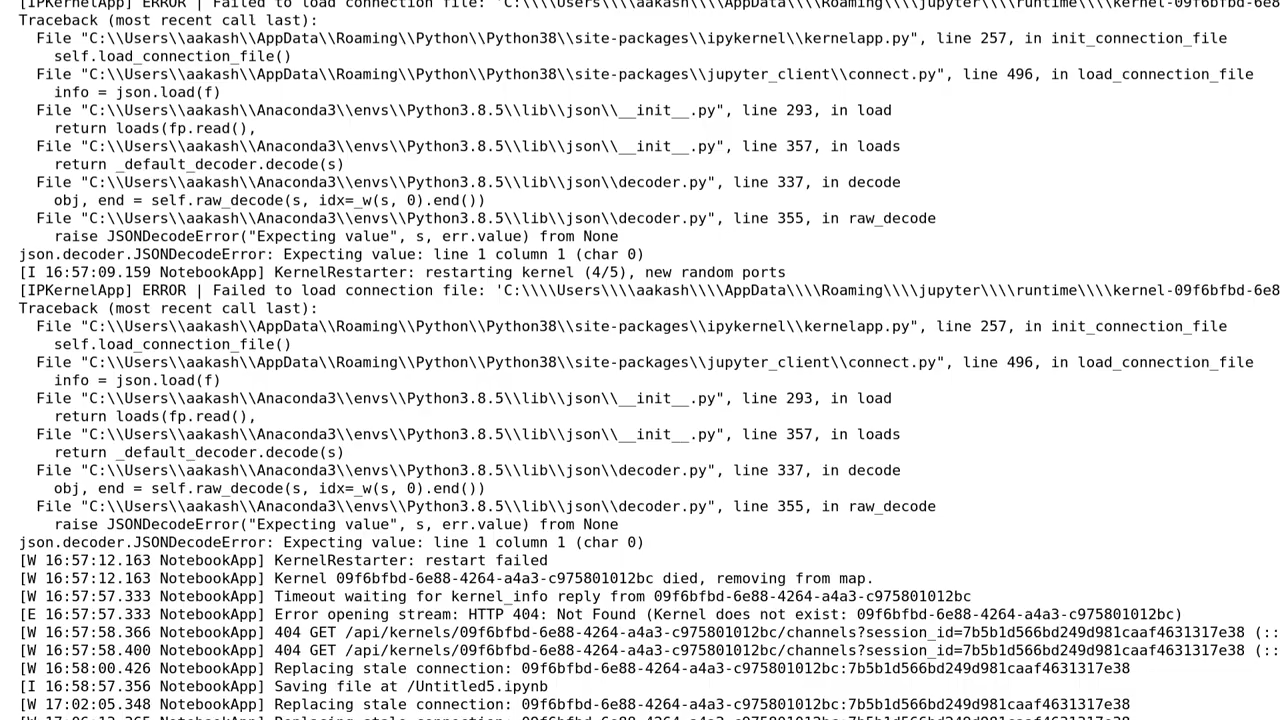 [IPKernelApp] ERROR | Failed to load connection file: 'C:\\\\Users\\\\aakash\\\\AppData\\\\Roaming\\\\jupyter\\\\runtime\\\\kernel-09f6bfbd-6e8
Traceback (most recent call last):
File "C:\\Users\\aakash\\AppData\\Roaming\\Python\\Python38\\site-packages\\ipykernel\\kernelapp.py", line 257, in init_connection_file
self.load_connection_file()
File "C:\\Users\\aakash\\AppData\\Roaming\\Python\\Python38\\site-packages\\jupyter_client\\connect.py", line 496, in load_connection_file
info = json.load(f)
File "C:\\Users\\aakash\\Anaconda3\\envs\\Python3.8.5\\lib\\json\\__init__.py", line 293, in load
return loads(fp.read(),
File "C:\\Users\\aakash\\Anaconda3\\envs\\Python3.8.5\\lib\\json\\__init__.py", line 357, in loads
return _default_decoder.decode(s)
File "C:\\Users\\aakash\\Anaconda3\\envs\\Python3.8.5\\lib\\json\\decoder.py", line 337, in decode
obj, end = self.raw_decode(s, idx=_w(s, 0).end())
File "C:\\Users\\aakash\\Anaconda3\\envs\\Python3.8.5\\lib\\json\\decoder.py", line 355, in raw_decode
raise JSONDecodeError("Expecting value", s, err.value) from None
json.decoder.JSONDecodeError: Expecting value: line 1 column 1 (char 0)
[I 16:57:09.159 NotebookApp] KernelRestarter: restarting kernel (4/5), new random ports
[IPKernelApp] ERROR | Failed to load connection file: 'C:\\\\Users\\\\aakash\\\\AppData\\\\Roaming\\\\jupyter\\\\runtime\\\\kernel-09f6bfbd-6e8
Traceback (most recent call last):
File "C:\\Users\\aakash\\AppData\\Roaming\\Python\\Python38\\site-packages\\ipykernel\\kernelapp.py", line 257, in init_connection_file
self.load_connection_file()
File "C:\\Users\\aakash\\AppData\\Roaming\\Python\\Python38\\site-packages\\jupyter_client\\connect.py", line 496, in load_connection_file
info = json.load(f)
File "C:\\Users\\aakash\\Anaconda3\\envs\\Python3.8.5\\lib\\json\\__init__.py", line 293, in load
return loads(fp.read(),
File "C:\\Users\\aakash\\Anaconda3\\envs\\Python3.8.5\\lib\\json\\__init__.py", line 357, in loads
return _default_decoder.decode(s)
File "C:\\Users\\aakash\\Anaconda3\\envs\\Python3.8.5\\lib\\json\\decoder.py", line 337, in decode
obj, end = self.raw_decode(s, idx=_w(s, 0).end())
File "C:\\Users\\aakash\\Anaconda3\\envs\\Python3.8.5\\lib\\json\\decoder.py", line 355, in raw_decode
raise JSONDecodeError("Expecting value", s, err.value) from None
json.decoder.JSONDecodeError: Expecting value: line 1 column 1 (char 0)
[W 16:57:12.163 NotebookApp] KernelRestarter: restart failed
[W 16:57:12.163 NotebookApp] Kernel 09f6bfbd-6e88-4264-a4a3-c975801012bc died, removing from map.
[W 16:57:57.333 NotebookApp] Timeout waiting for kernel_info reply from 09f6bfbd-6e88-4264-a4a3-c975801012bc
[E 16:57:57.333 NotebookApp] Error opening stream: HTTP 404: Not Found (Kernel does not exist: 09f6bfbd-6e88-4264-a4a3-c975801012bc)
[W 16:57:58.366 NotebookApp] 404 GET /api/kernels/09f6bfbd-6e88-4264-a4a3-c975801012bc/channels?session_id=7b5b1d566bd249d981caaf4631317e38 (::
[W 16:57:58.400 NotebookApp] 404 GET /api/kernels/09f6bfbd-6e88-4264-a4a3-c975801012bc/channels?session_id=7b5b1d566bd249d981caaf4631317e38 (::
[W 16:58:00.426 NotebookApp] Replacing stale connection: 09f6bfbd-6e88-4264-a4a3-c975801012bc:7b5b1d566bd249d981caaf4631317e38
[I 16:58:57.356 NotebookApp] Saving file at /Untitled5.ipynb
[W 17:02:05.348 NotebookApp] Replacing stale connection: 09f6bfbd-6e88-4264-a4a3-c975801012bc:7b5b1d566bd249d981caaf4631317e38